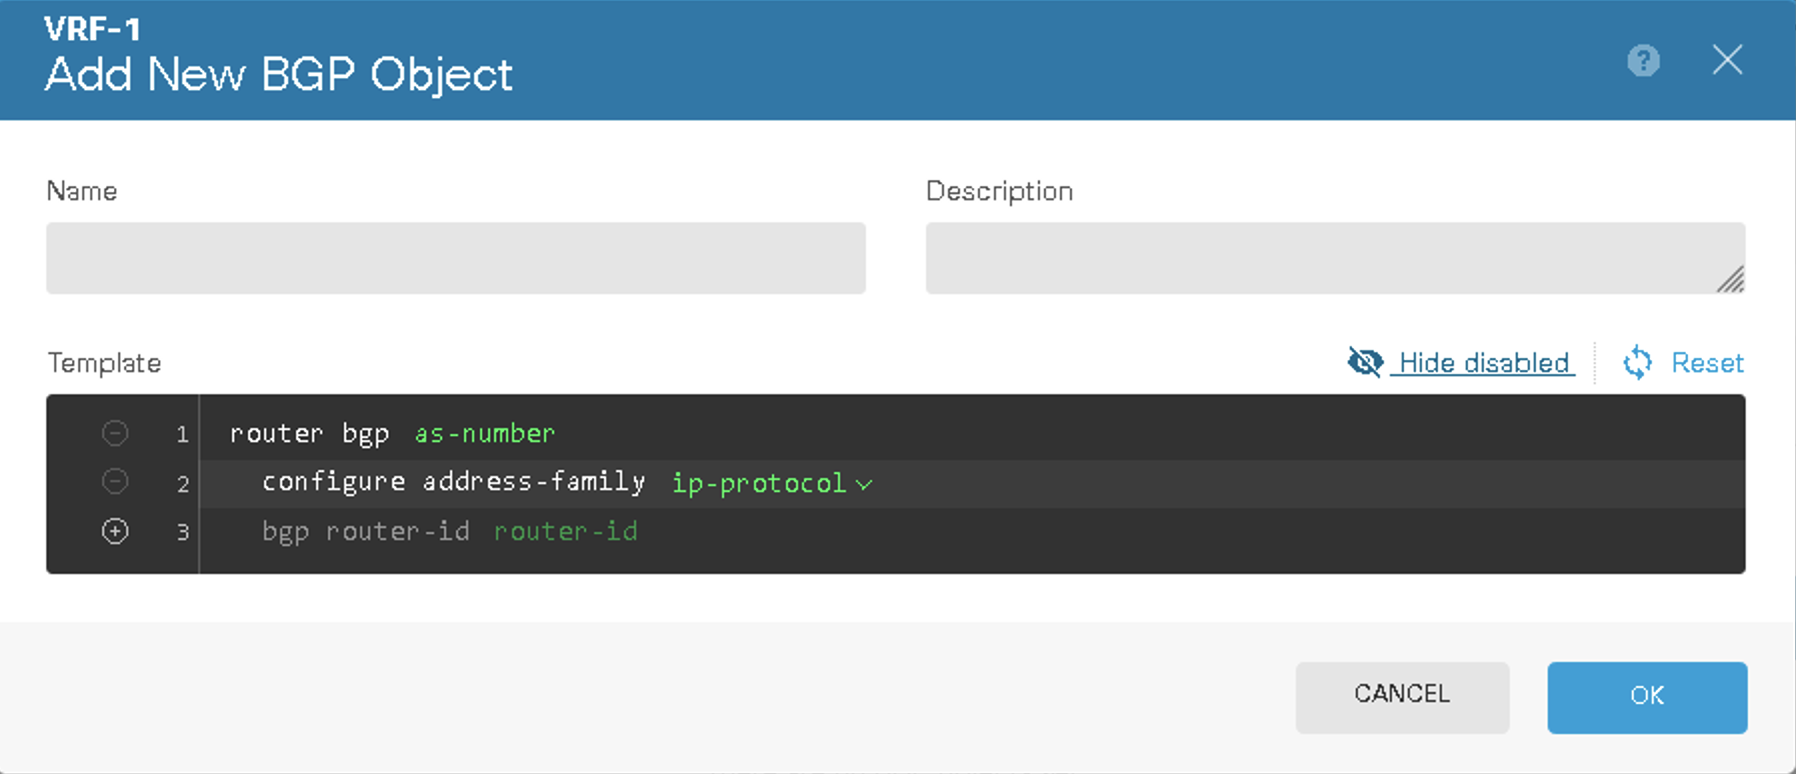 VRF-1
Add New BGP Object
?
Name
Description
Template
Hide disabled
Reset
1 router bgp as-number
2 configure address-family ip-protocol
3 bgp router-id router-id
CANCEL
OK